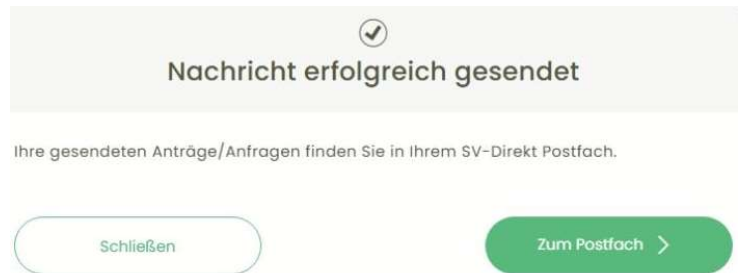 Nachricht erfolgreich gesendet
Ihre gesendeten Anträge/Anfragen finden Sie in Ihrem SV-Direkt Postfach.
Schließen
Zum Postfach